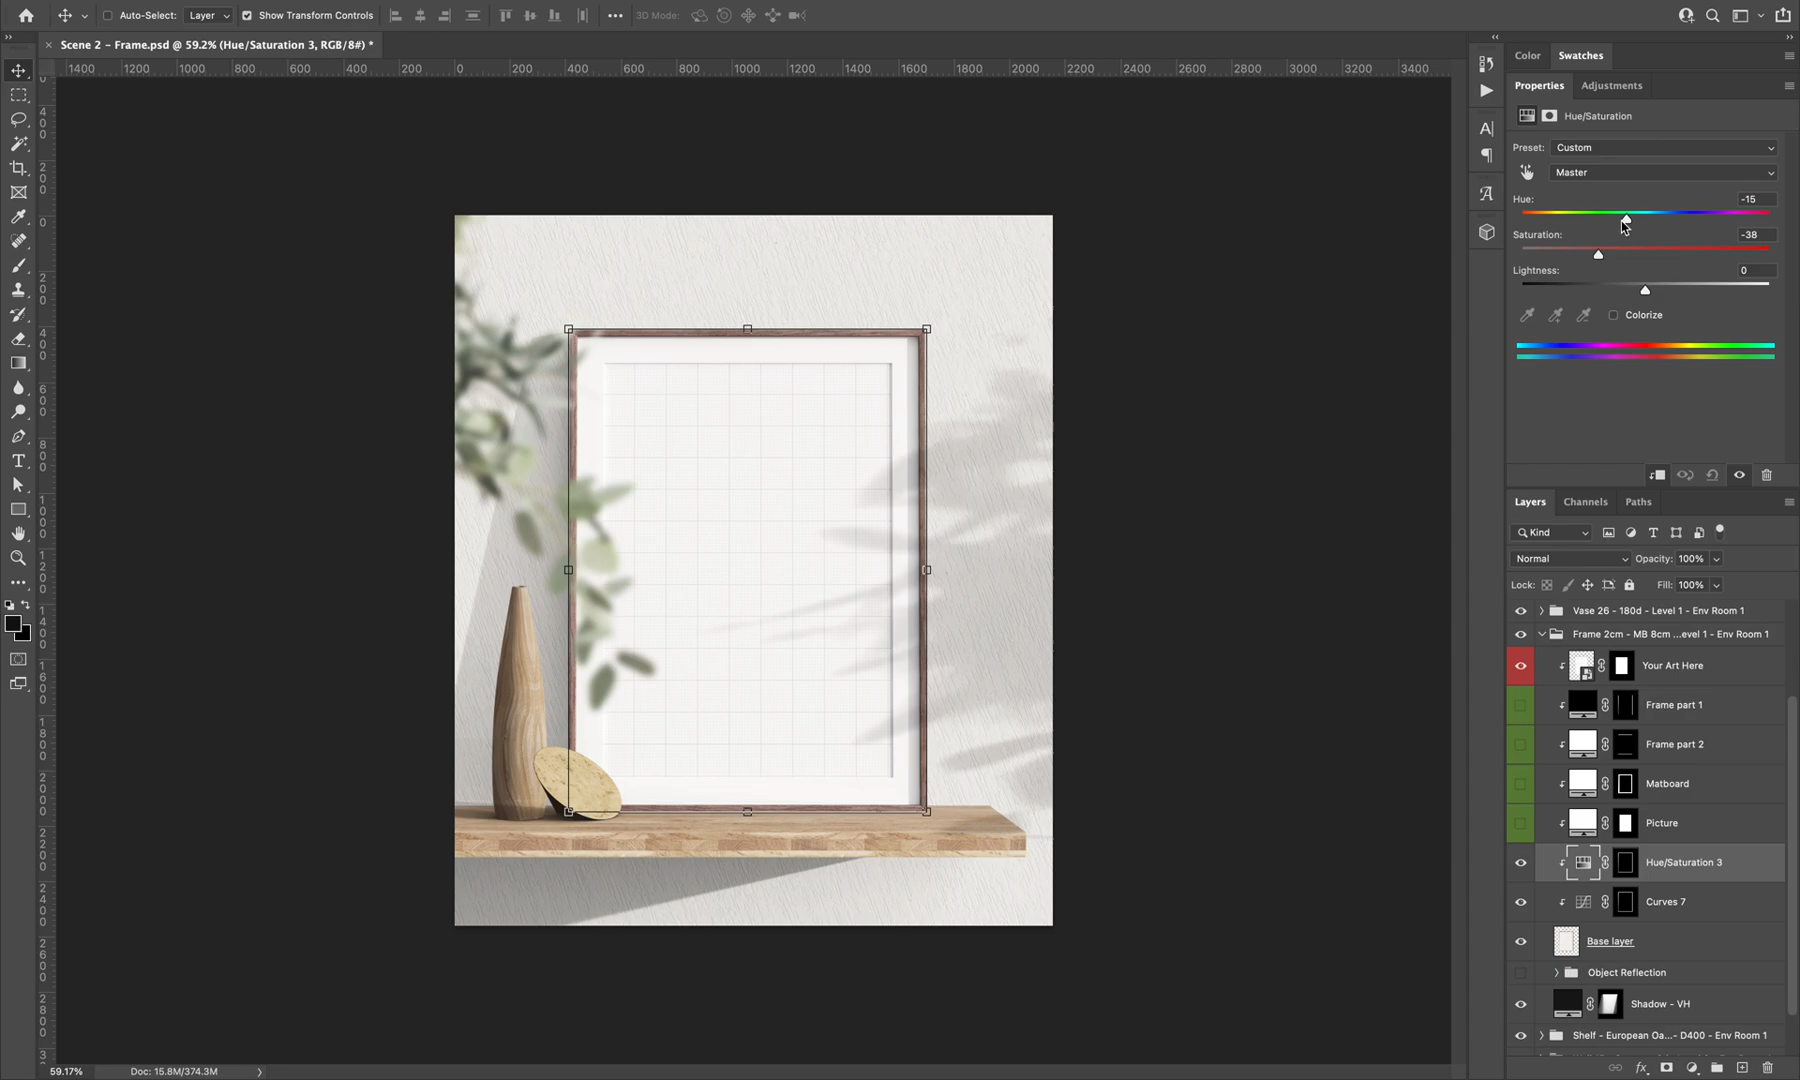 Auto-Select: Layer Show Transform Controls 3D Mode:
Scene 2 – Frame.psd @ 59.2% (Hue/Saturation 3, RGB/8#) *
1400 1200 1000 800 600 400 200 0 200 400 600 800 1000 1200 1400 1600 1800 2000 2200 2400 2600 2800 3000 3200 3400
Color Swatches
Properties Adjustments
Hue/Saturation
Preset: Custom
Master
Hue: -15
Saturation: -38
Lightness: 0
Colorize
Layers Channels Paths
Kind
Normal Opacity: 100%
Lock: Fill: 100%
Vase 26 - 180d - Level 1 - Env Room 1
Frame 2cm - MB 8cm ...evel 1 - Env Room 1
Your Art Here
Frame part 1
Frame part 2
Matboard
Picture
Hue/Saturation 3
Curves 7
Base layer
Object Reflection
Shadow - VH
Shelf - European Oa...- D400 - Env Room 1
59.17% Doc: 15.8M/374.3M